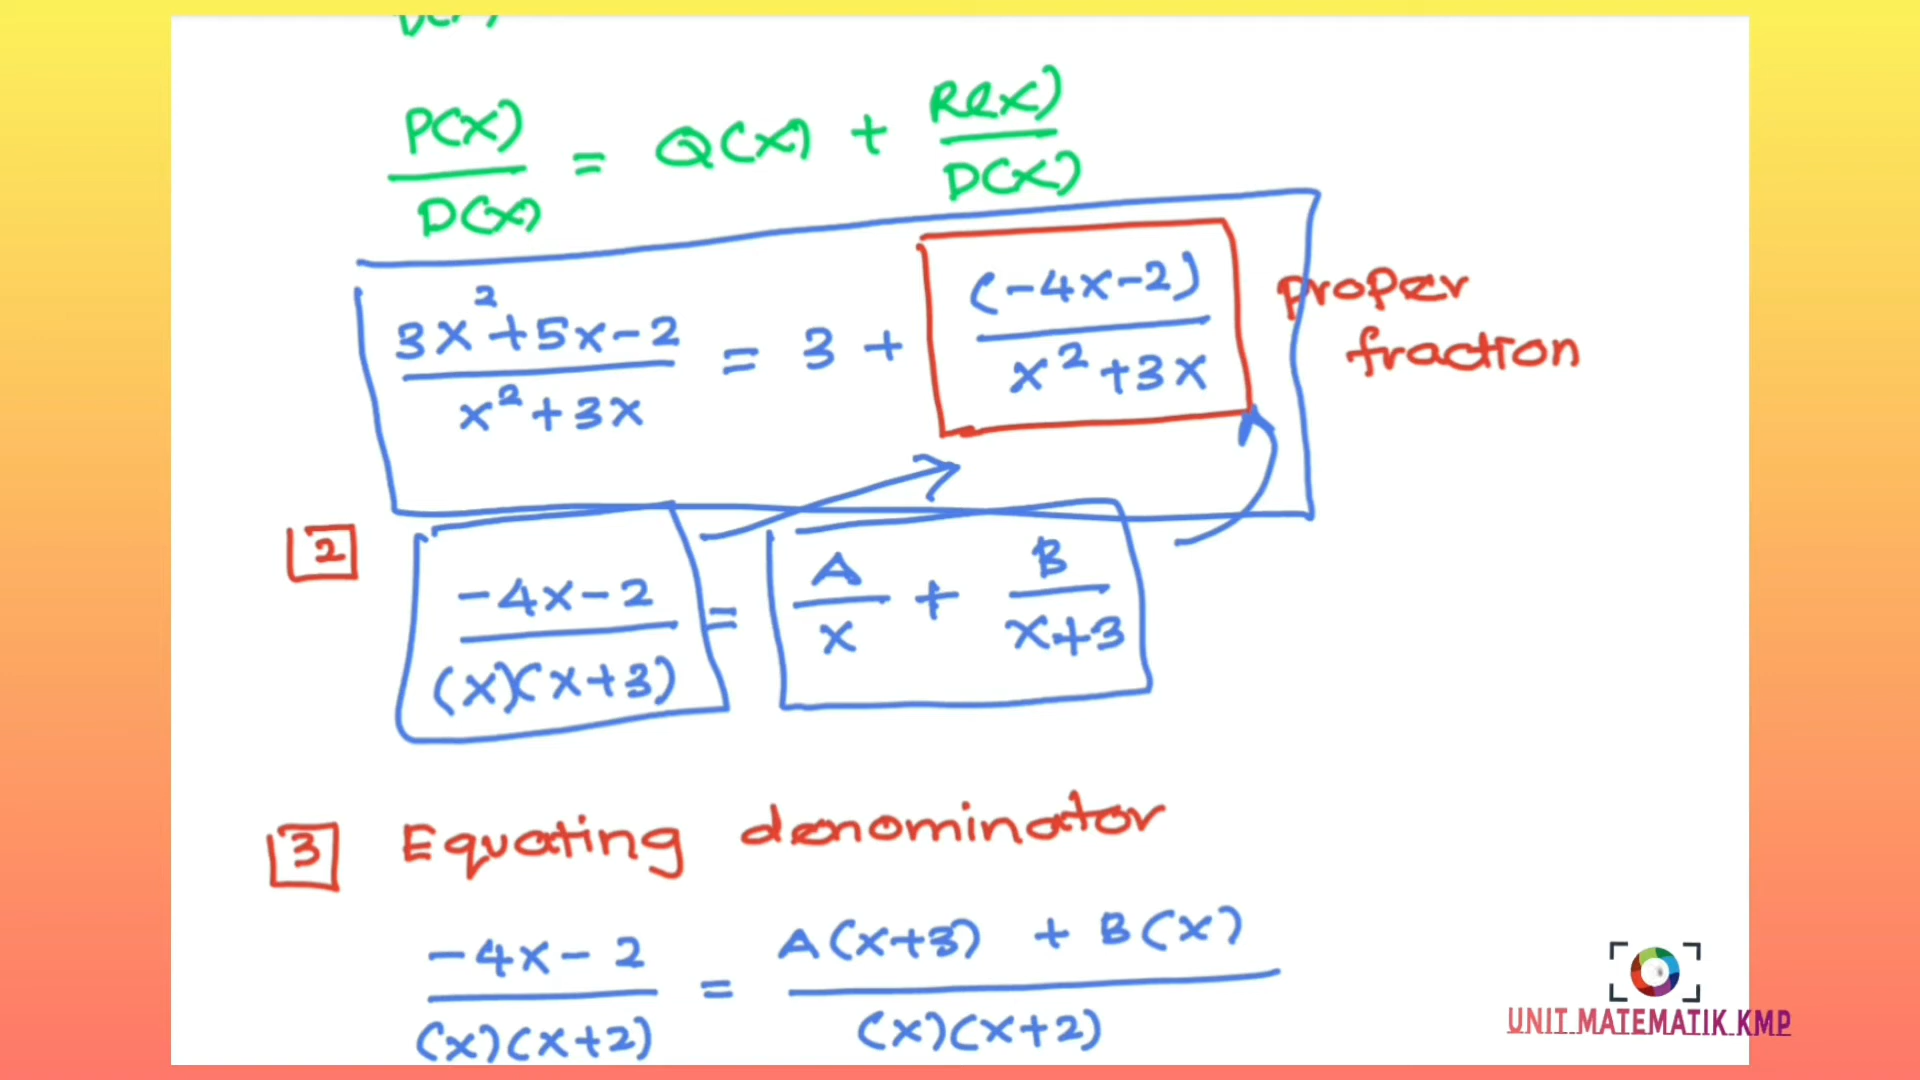 P(x)/D(x) = Q(x) + R(x)/D(x)
(3x²+5x-2)/(x²+3x) = 3 + (-4x-2)/(x²+3x)
proper
fraction
2
(-4x-2)/((x)(x+3)) = A/x + B/(x+3)
3 Equating denominator
(-4x-2)/((x)(x+2)) = (A(x+3) + B(x))/((x)(x+2))
UNIT MATEMATIK KMP